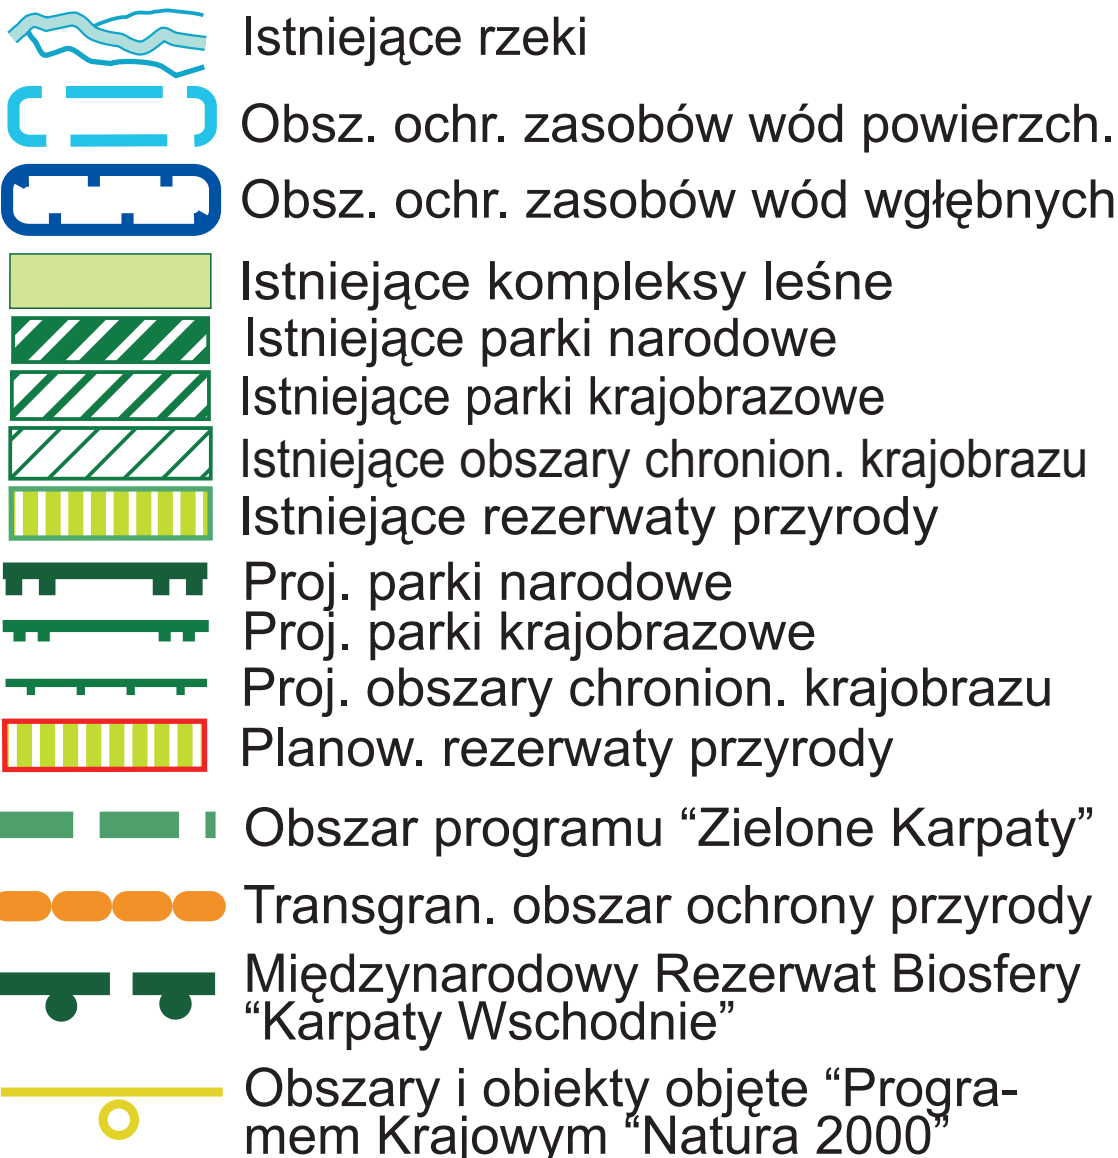 Istniejące rzeki
Obsz. ochr. zasobów wód powierzch.
Obsz. ochr. zasobów wód wgłębnych
Istniejące kompleksy leśne
Istniejące parki narodowe
Istniejące parki krajobrazowe
Istniejące obszary chronion. krajobrazu
Istniejące rezerwaty przyrody
Proj. parki narodowe
Proj. parki krajobrazowe
Proj. obszary chronion. krajobrazu
Planow. rezerwaty przyrody
Obszar programu “Zielone Karpaty”
Transgran. obszar ochrony przyrody
Międzynarodowy Rezerwat Biosfery
“Karpaty Wschodnie”
Obszary i obiekty objęte “Progra-
mem Krajowym “Natura 2000”